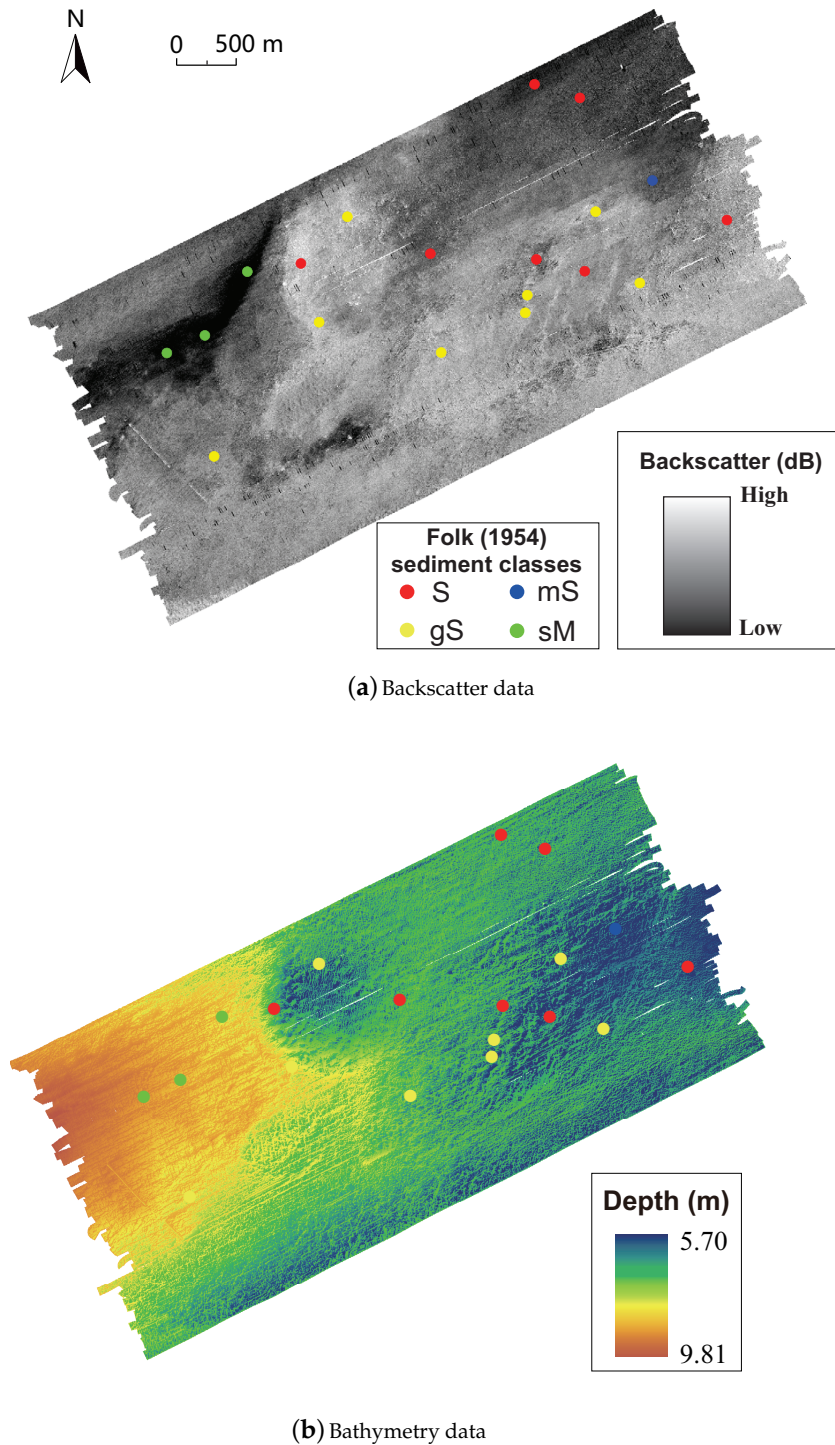 N
0 500 m
Backscatter (dB)
High
Low
Folk (1954)
sediment classes
S mS
gS sM
(a) Backscatter data
Depth (m)
5.70
9.81
(b) Bathymetry data